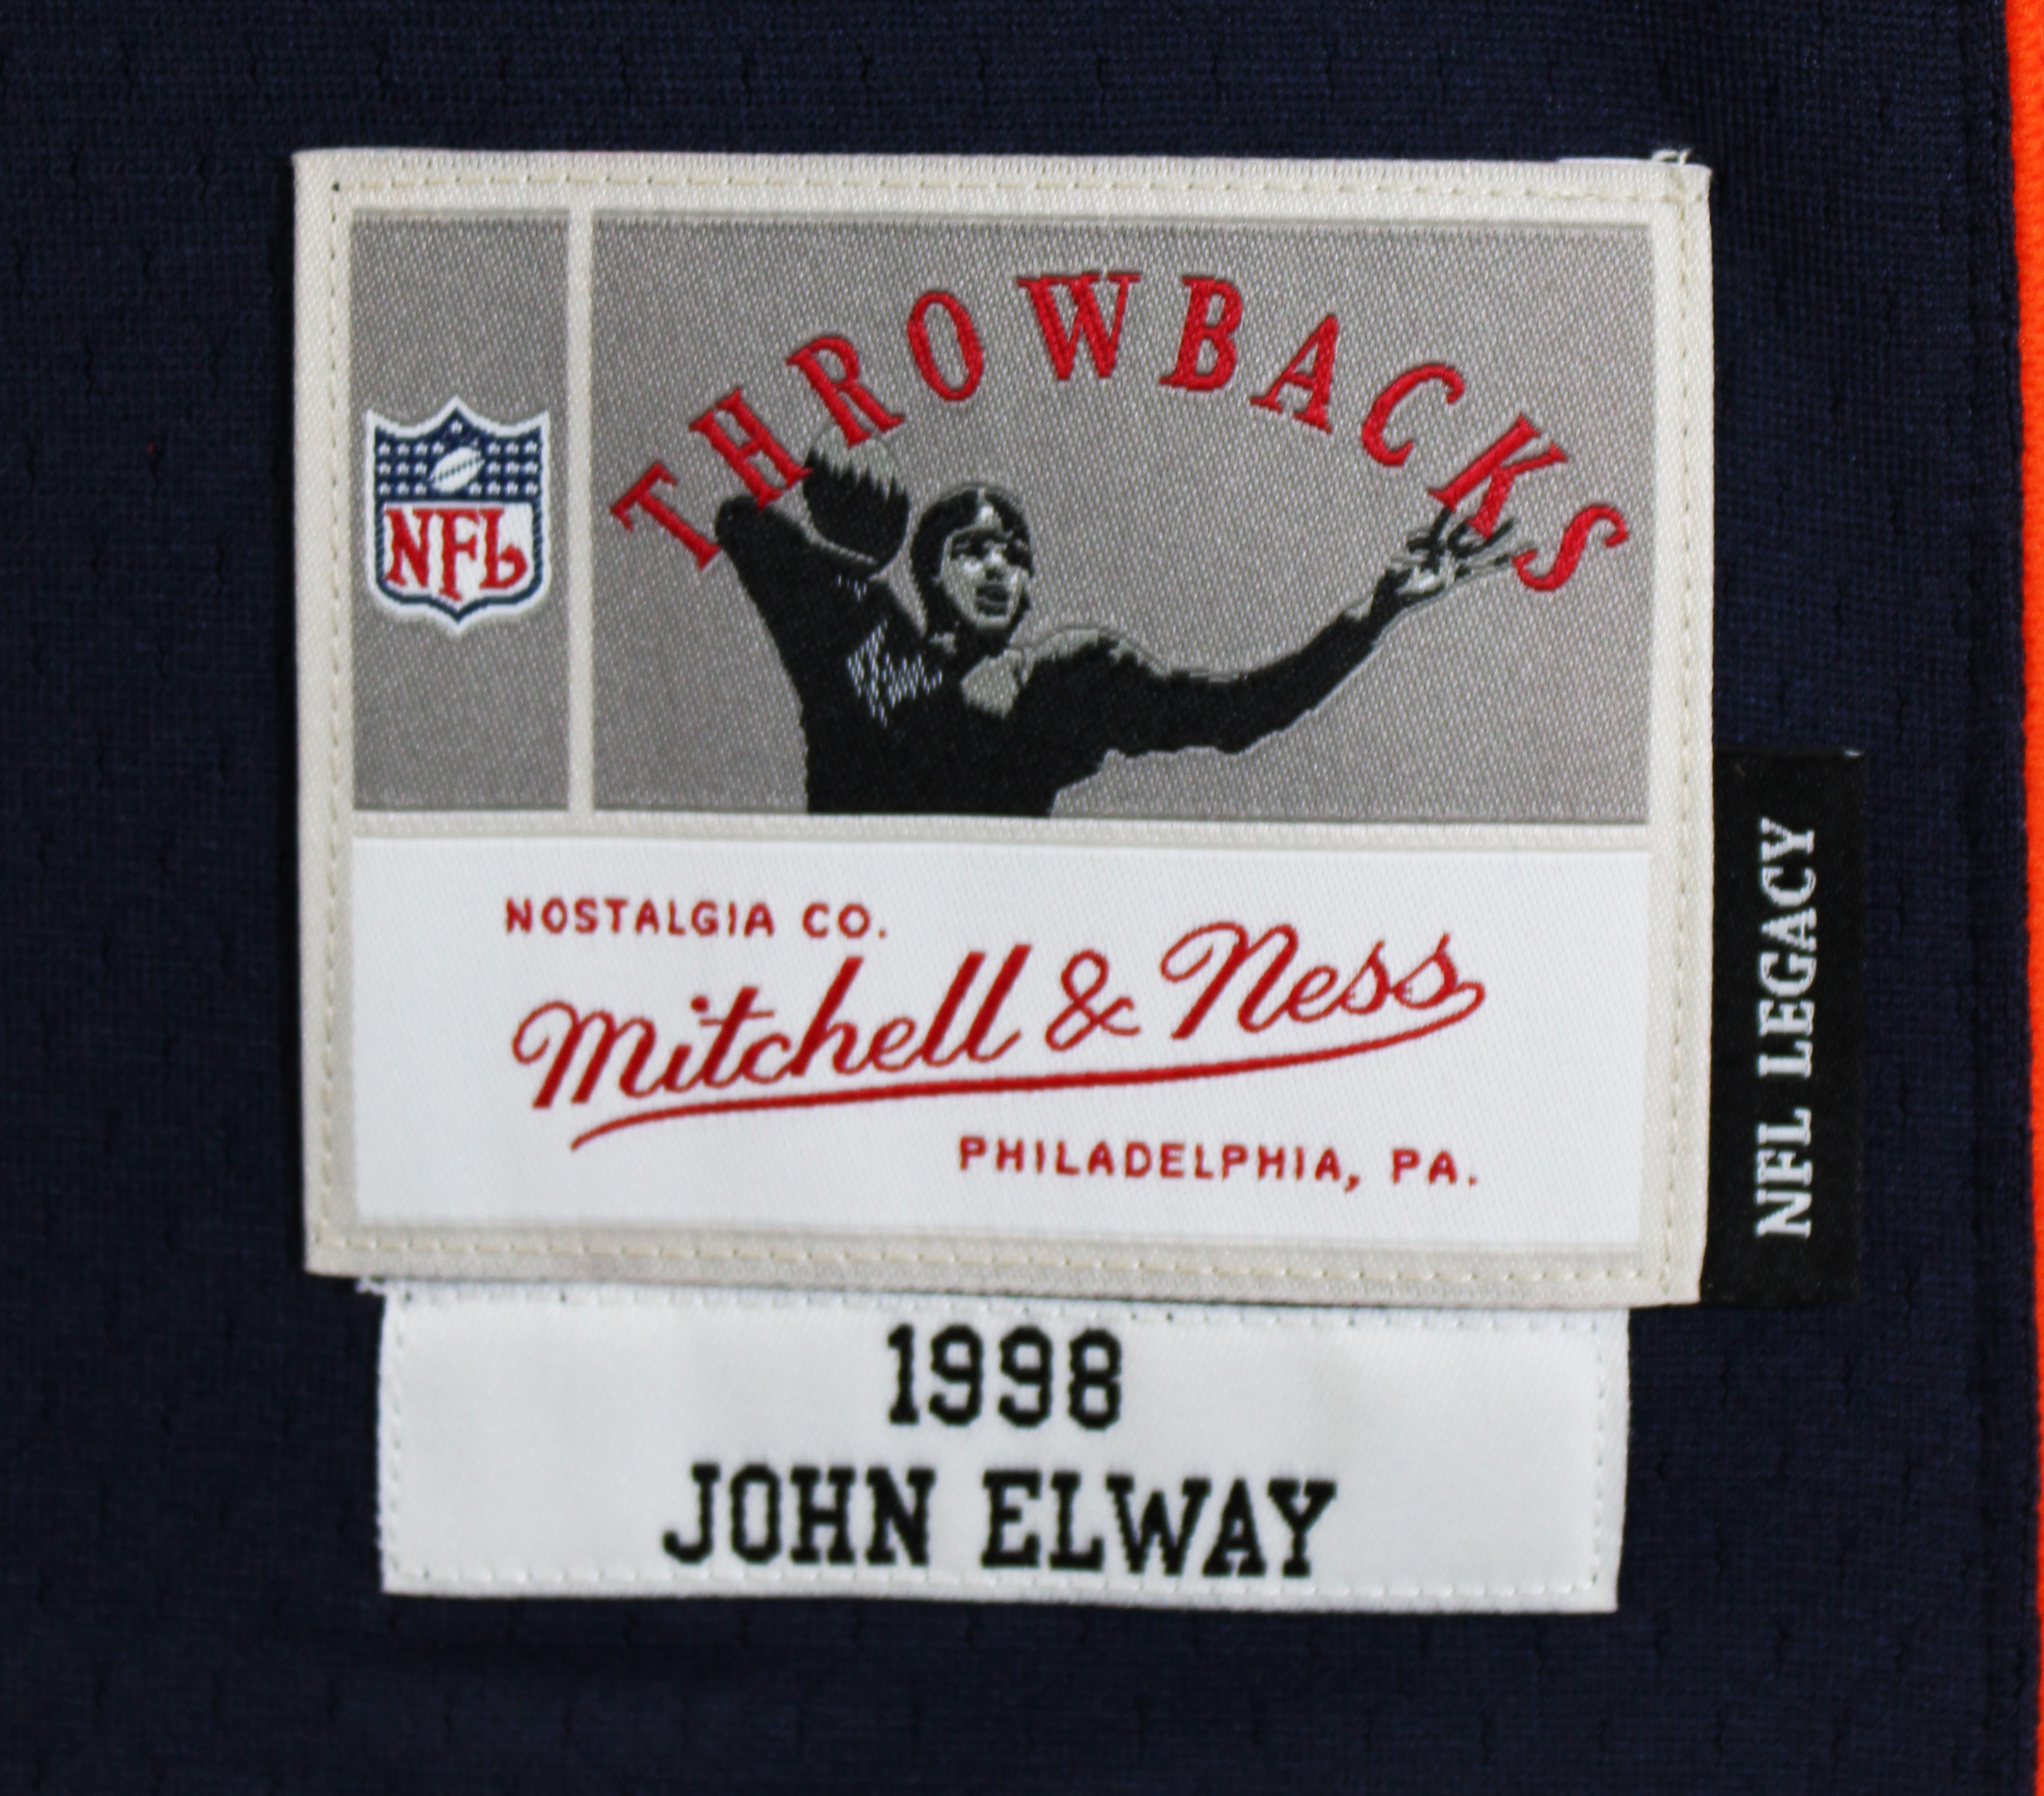 THROWBACKS
NFL
NOSTALGIA CO.
Mitchell & Ness
PHILADELPHIA, PA.
NFL LEGACY
1998
JOHN ELWAY